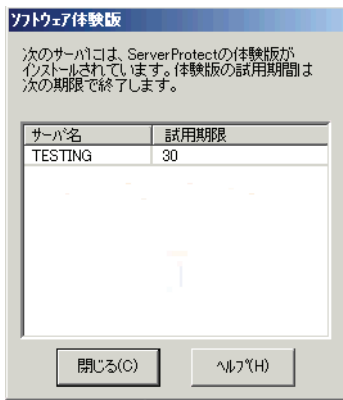 ソフトウェア体験版
次のサーバには、ServerProtectの体験版が
インストールされています。体験版の試用期間は
次の期限で終了します。
サーバ名 試用期限
TESTING 30
閉じる(C) ヘルプ(H)